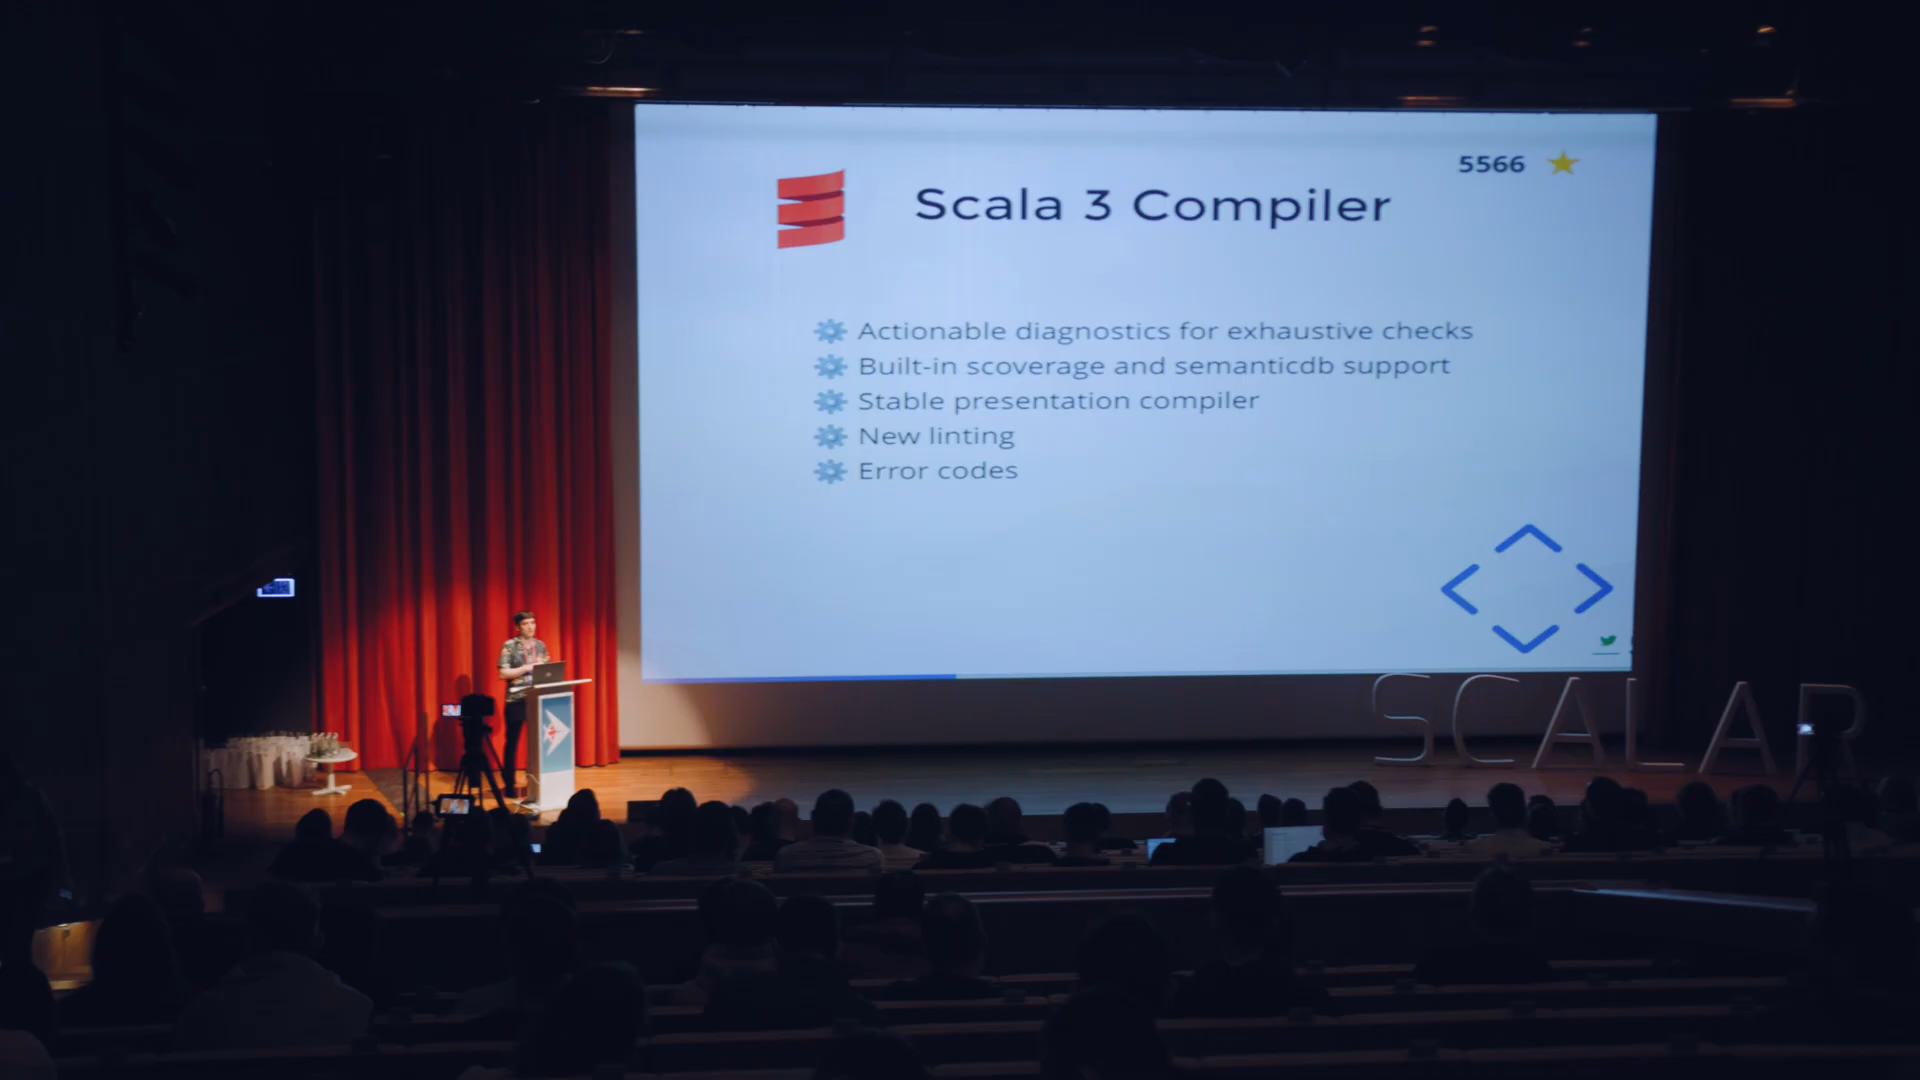 5566
Scala 3 Compiler
Actionable diagnostics for exhaustive checks
Built-in scoverage and semanticdb support
Stable presentation compiler
New linting
Error codes
SCALAR